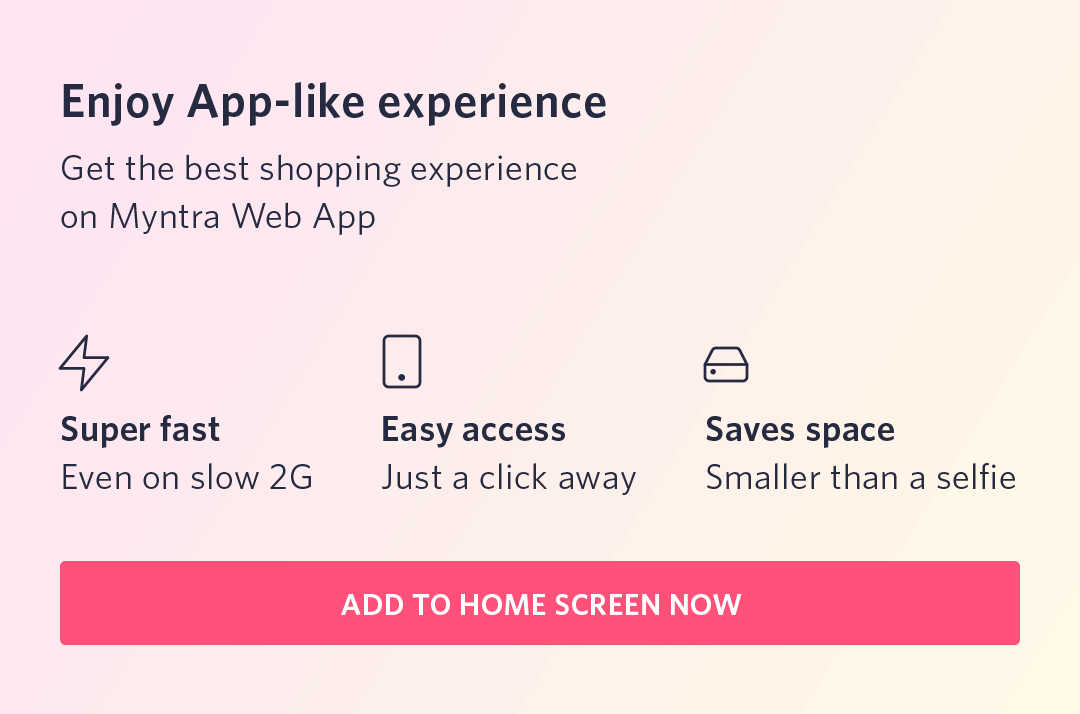 Enjoy App-like experience
Get the best shopping experience
on Myntra Web App
Super fast
Even on slow 2G
Easy access
Just a click away
Saves space
Smaller than a selfie
ADD TO HOME SCREEN NOW